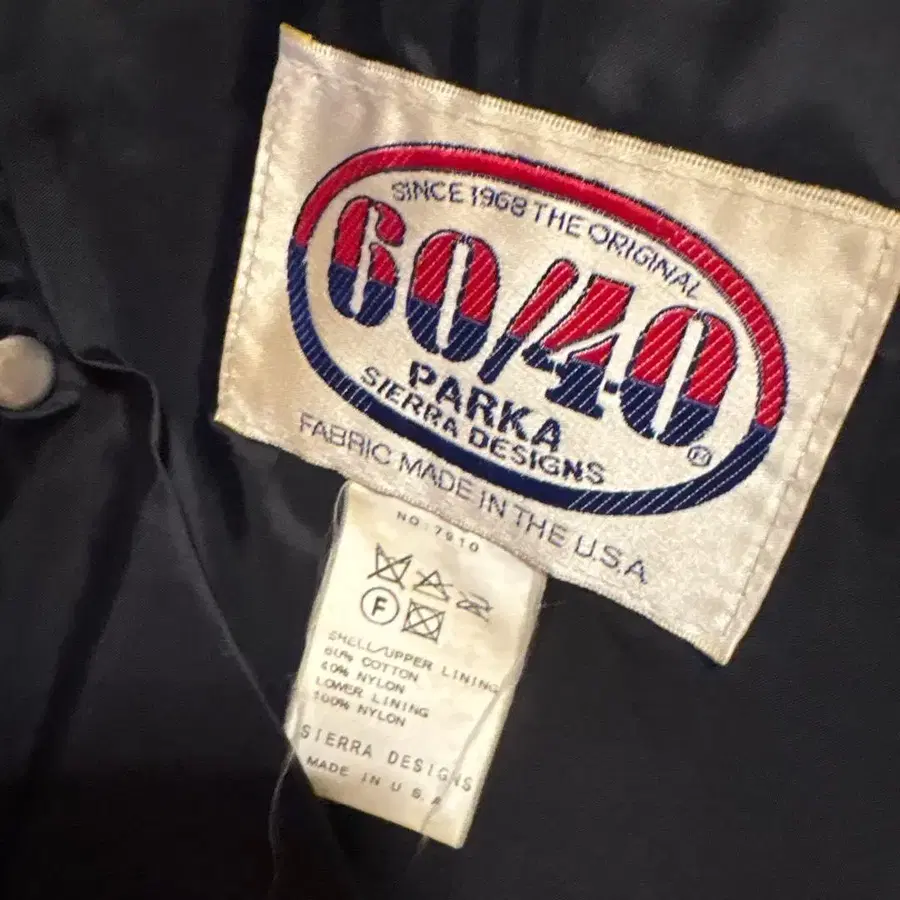 SINCE 1968 THE ORIGINAL
60/40
PARKA
SIERRA DESIGNS
®
FABRIC MADE IN THE U.S.A
NO:7910
F
SHELL/UPPER LINING
60% COTTON
40% NYLON
LOWER LINING
100% NYLON
SIERRA DESIGNS
MADE IN U.S.A